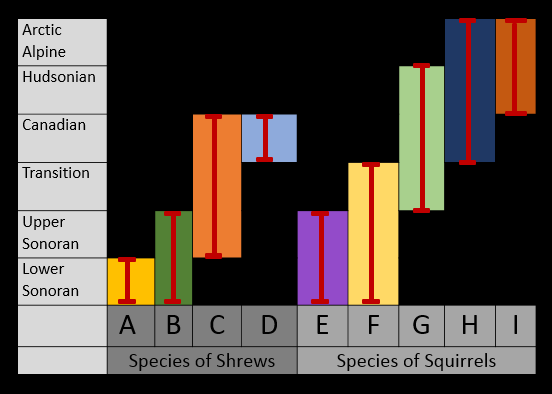 Arctic
Alpine
Hudsonian
Canadian
Transition
Upper
Sonoran
Lower
Sonoran
A B C D E F G H I
Species of Shrews Species of Squirrels